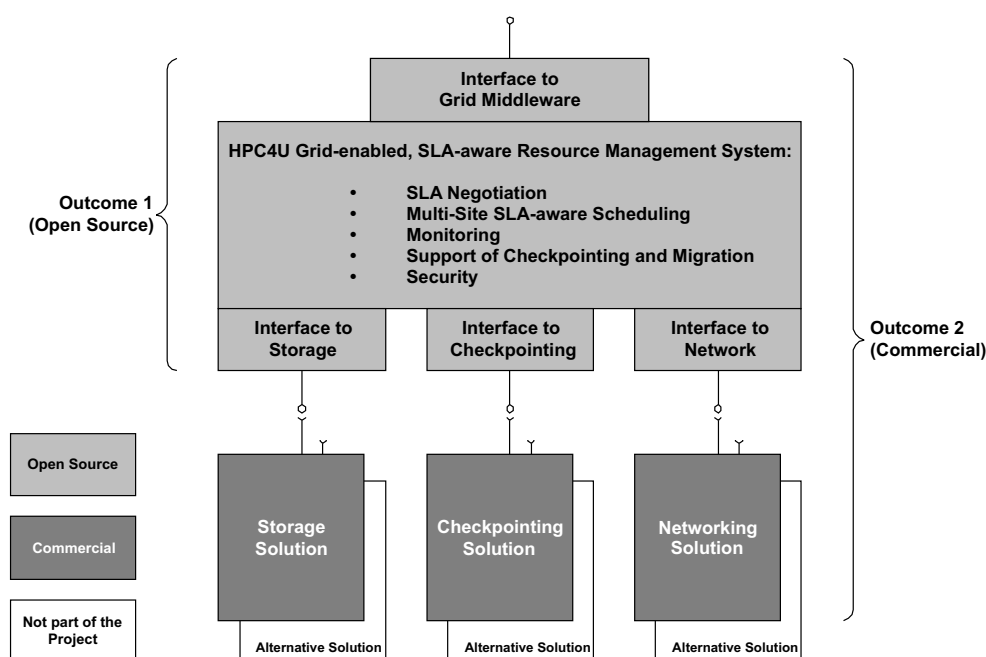 Interface to
Grid Middleware
HPC4U Grid-enabled, SLA-aware Resource Management System:
• SLA Negotiation
• Multi-Site SLA-aware Scheduling
• Monitoring
• Support of Checkpointing and Migration
• Security
Outcome 1
(Open Source)
Interface to
Storage
Interface to
Checkpointing
Interface to
Network
Outcome 2
(Commercial)
Open Source
Commercial
Not part of the
Project
Storage
Solution
Checkpointing
Solution
Networking
Solution
Alternative Solution
Alternative Solution
Alternative Solution